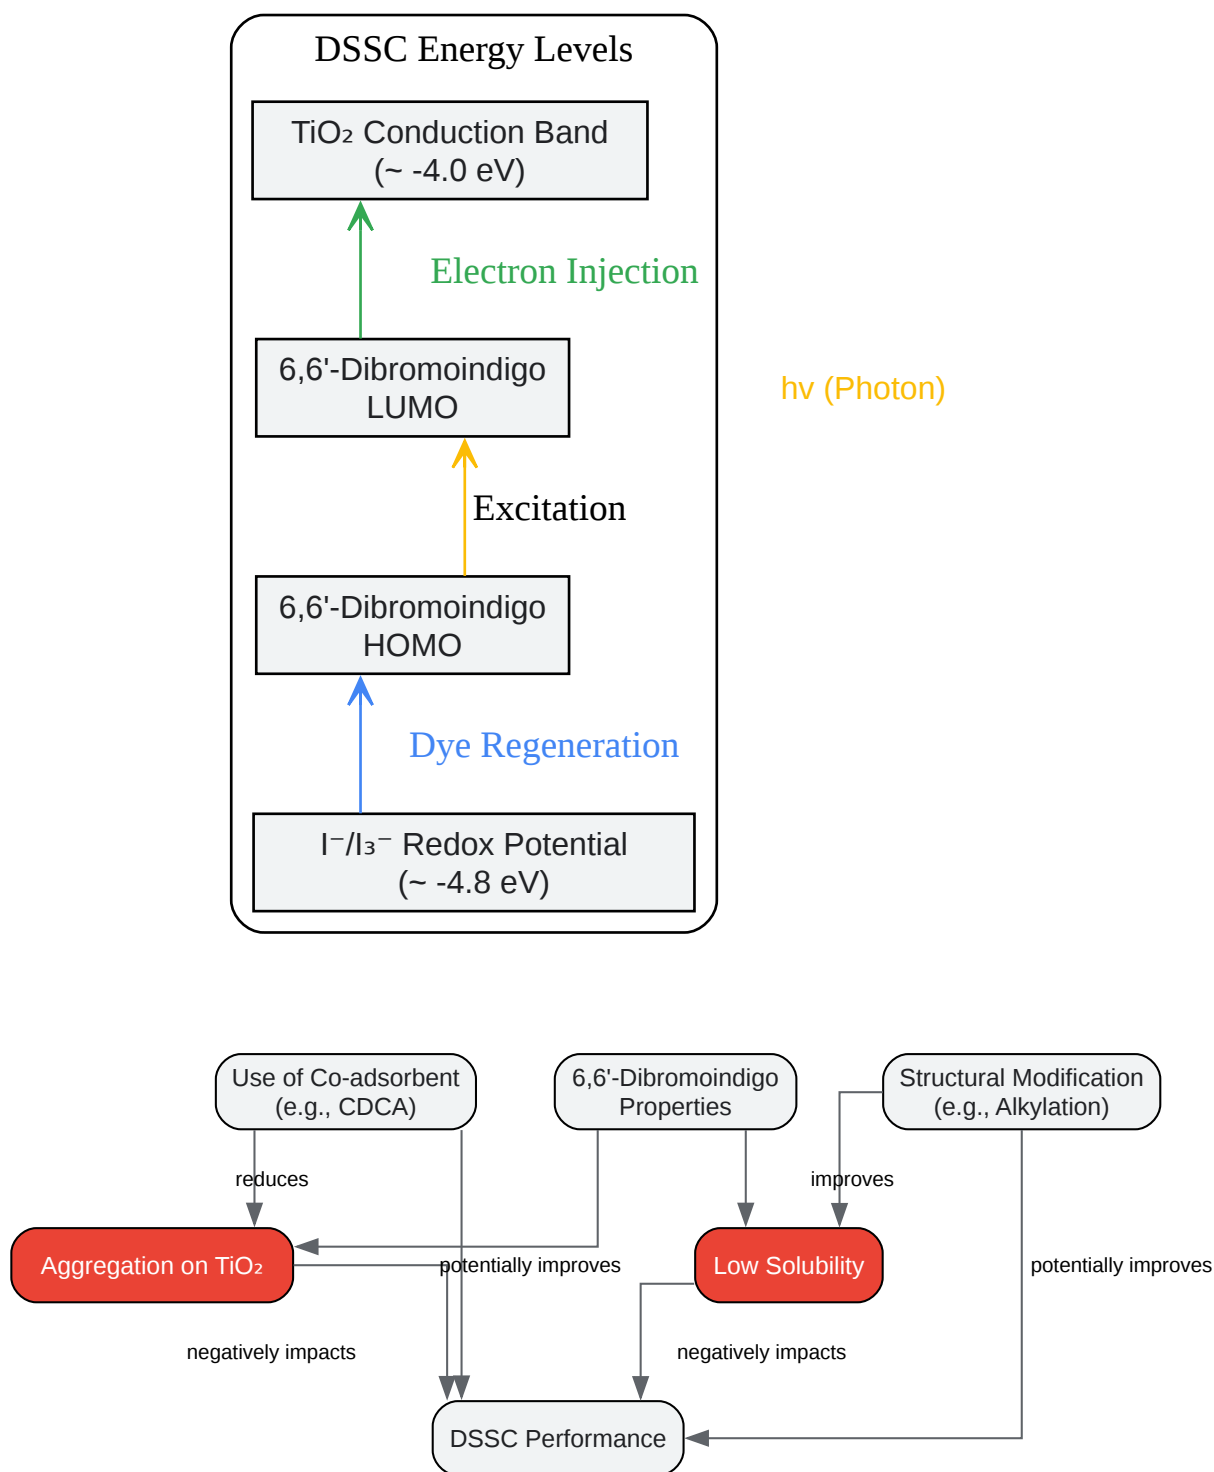 DSSC Energy Levels
TiO₂ Conduction Band
(~ -4.0 eV)
Electron Injection
6,6'-Dibromoindigo
LUMO
hv (Photon)
Excitation
6,6'-Dibromoindigo
HOMO
Dye Regeneration
I⁻/I₃⁻ Redox Potential
(~ -4.8 eV)
Use of Co-adsorbent
(e.g., CDCA)
6,6'-Dibromoindigo
Properties
Structural Modification
(e.g., Alkylation)
reduces
improves
Aggregation on TiO₂
potentially improves
Low Solubility
potentially improves
negatively impacts
negatively impacts
DSSC Performance